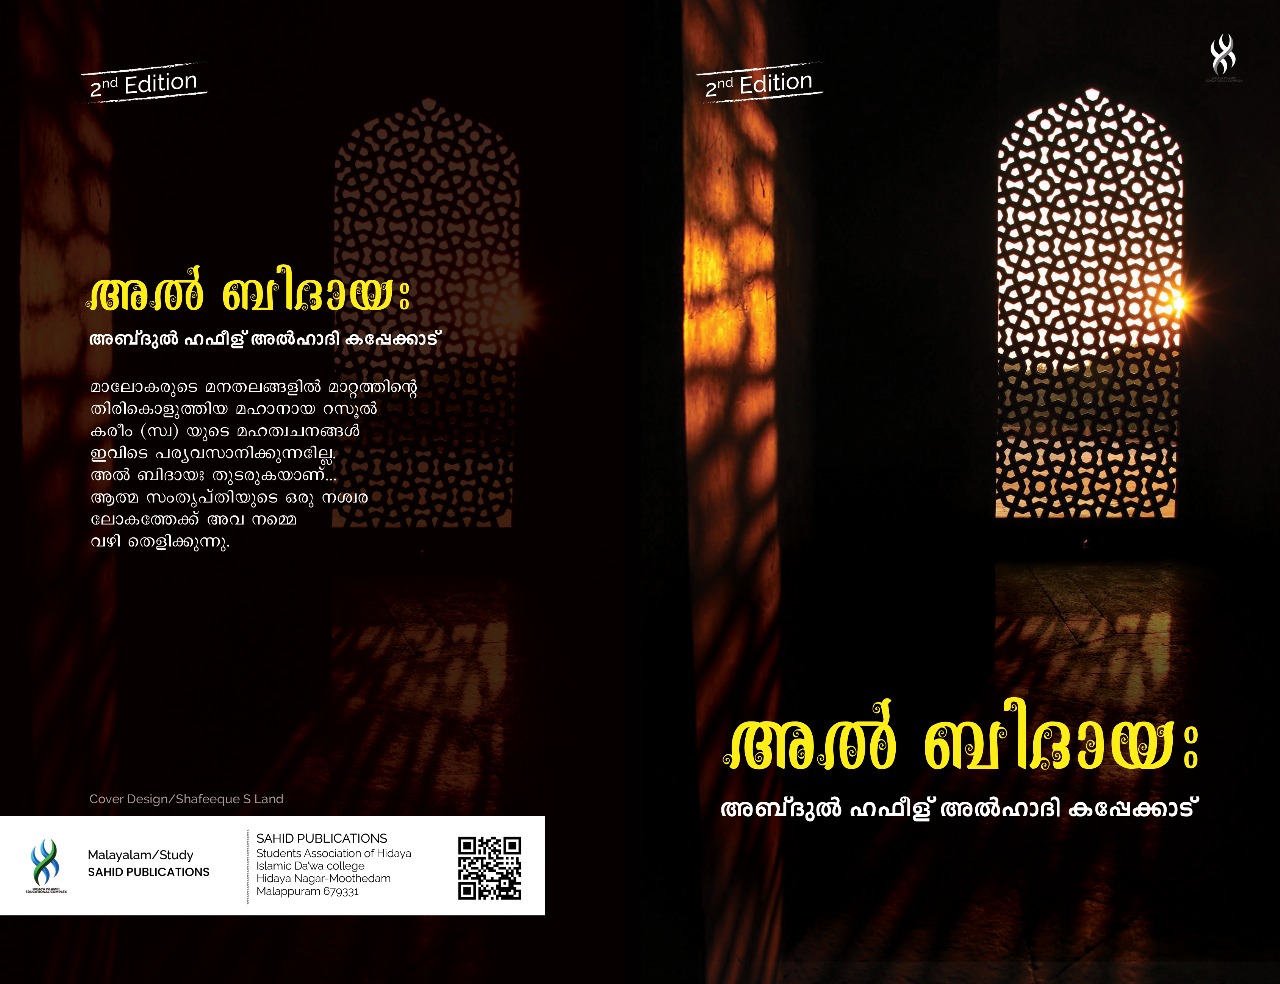 2nd Edition
അൽ ബിദായഃ
അബ്ദുൽ ഹഫീള് അൽഹാദി കപ്പേക്കാട്
മാലോകരുടെ മനതലങ്ങളിൽ മാറ്റത്തിന്റെ
തിരികൊളുത്തിയ മഹാനായ റസൂൽ
കരീം (സ്വ) യുടെ മഹത്വചനങ്ങൾ
ഇവിടെ പര്യവസാനിക്കുന്നില്ലേ,
അൽ ബിദായഃ തുടരുകയാണ്...
ആത്മ സംതൃപ്തിയുടെ ഒരു നശ്വര
ലോകത്തേക്ക് അവ നമ്മെ
വഴി തെളിക്കുന്നു.
Cover Design/Shafeeque S Land
Malayalam/Study
SAHID PUBLICATIONS
SAHID PUBLICATIONS
Students Association of Hidaya
Islamic Da'wa college
Hidaya Nagar-Moothedam
Malappuram 679331
2nd Edition
അൽ ബിദായഃ
അബ്ദുൽ ഹഫീള് അൽഹാദി കപ്പേക്കാട്